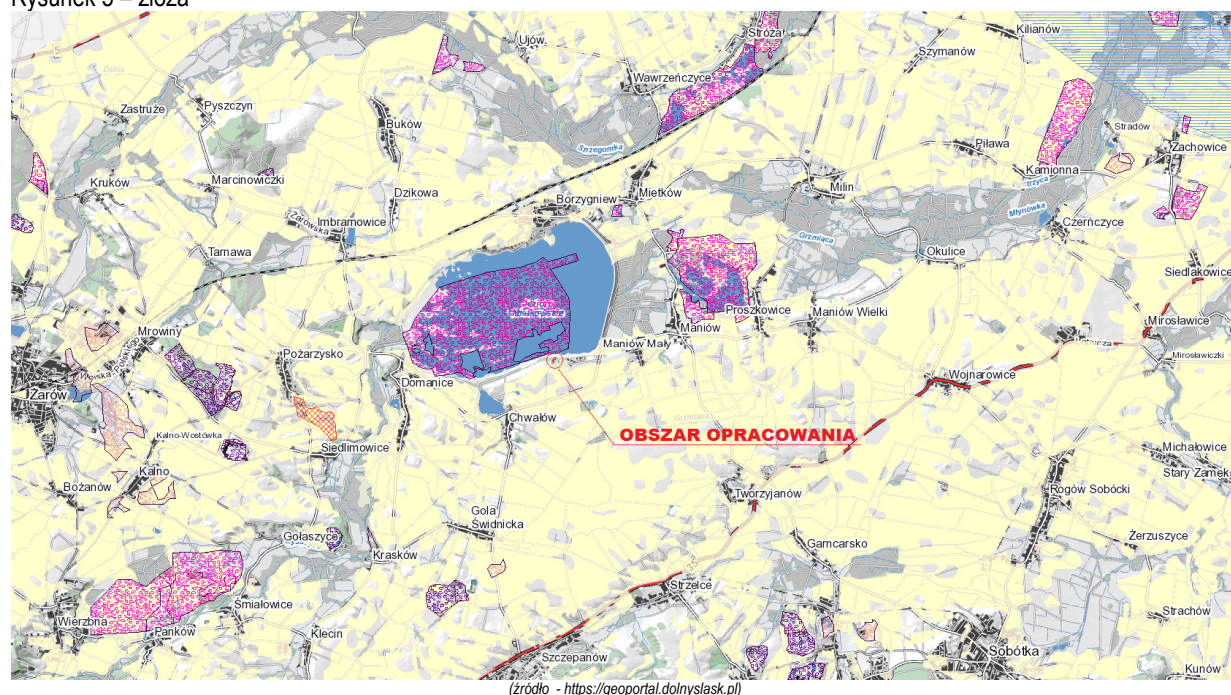 Rysunek 5 – złoża
Ujów
Stróża
Szymanów
Kilianów
Wawrzeńczyce
Zastruże
Pyszczyn
Buków
Strzegomka
Stradów
Piława
Zachowice
Kruków
Marcinowiczki
Mietków
Milin
Kamionna
Dzikowa
Borzygniew
Młynówka
Żarowska
Imbramowice
Grzmiąca
Czerńczyce
Tarnawa
Okulice
Siedlakowice
Mrowiny
Proszkowice
Maniów Wielki
Mirosławice
Maniów
Pożarzysko
Maniów Mały
Mirosławiczki
Domanice
Wojnarowice
Żarów
Chwałów
Grzmiąca
OBSZAR OPRACOWANIA
Kalno-Wostówka
Siedlimowice
Michałowice
Kalno
Stary Zamek
Bożanów
Tworzyjanów
Rogów Sobócki
Gola
Świdnicka
Gołaszyce
Garncarsko
Żerzuszyce
Krasków
35
Strzelce
Śmiałowice
Strachów
Wierzbna
Panków
Klecin
Sobótka
Szczepanów
Kunów
(źródło - https://geoportal.dolnyslask.pl)